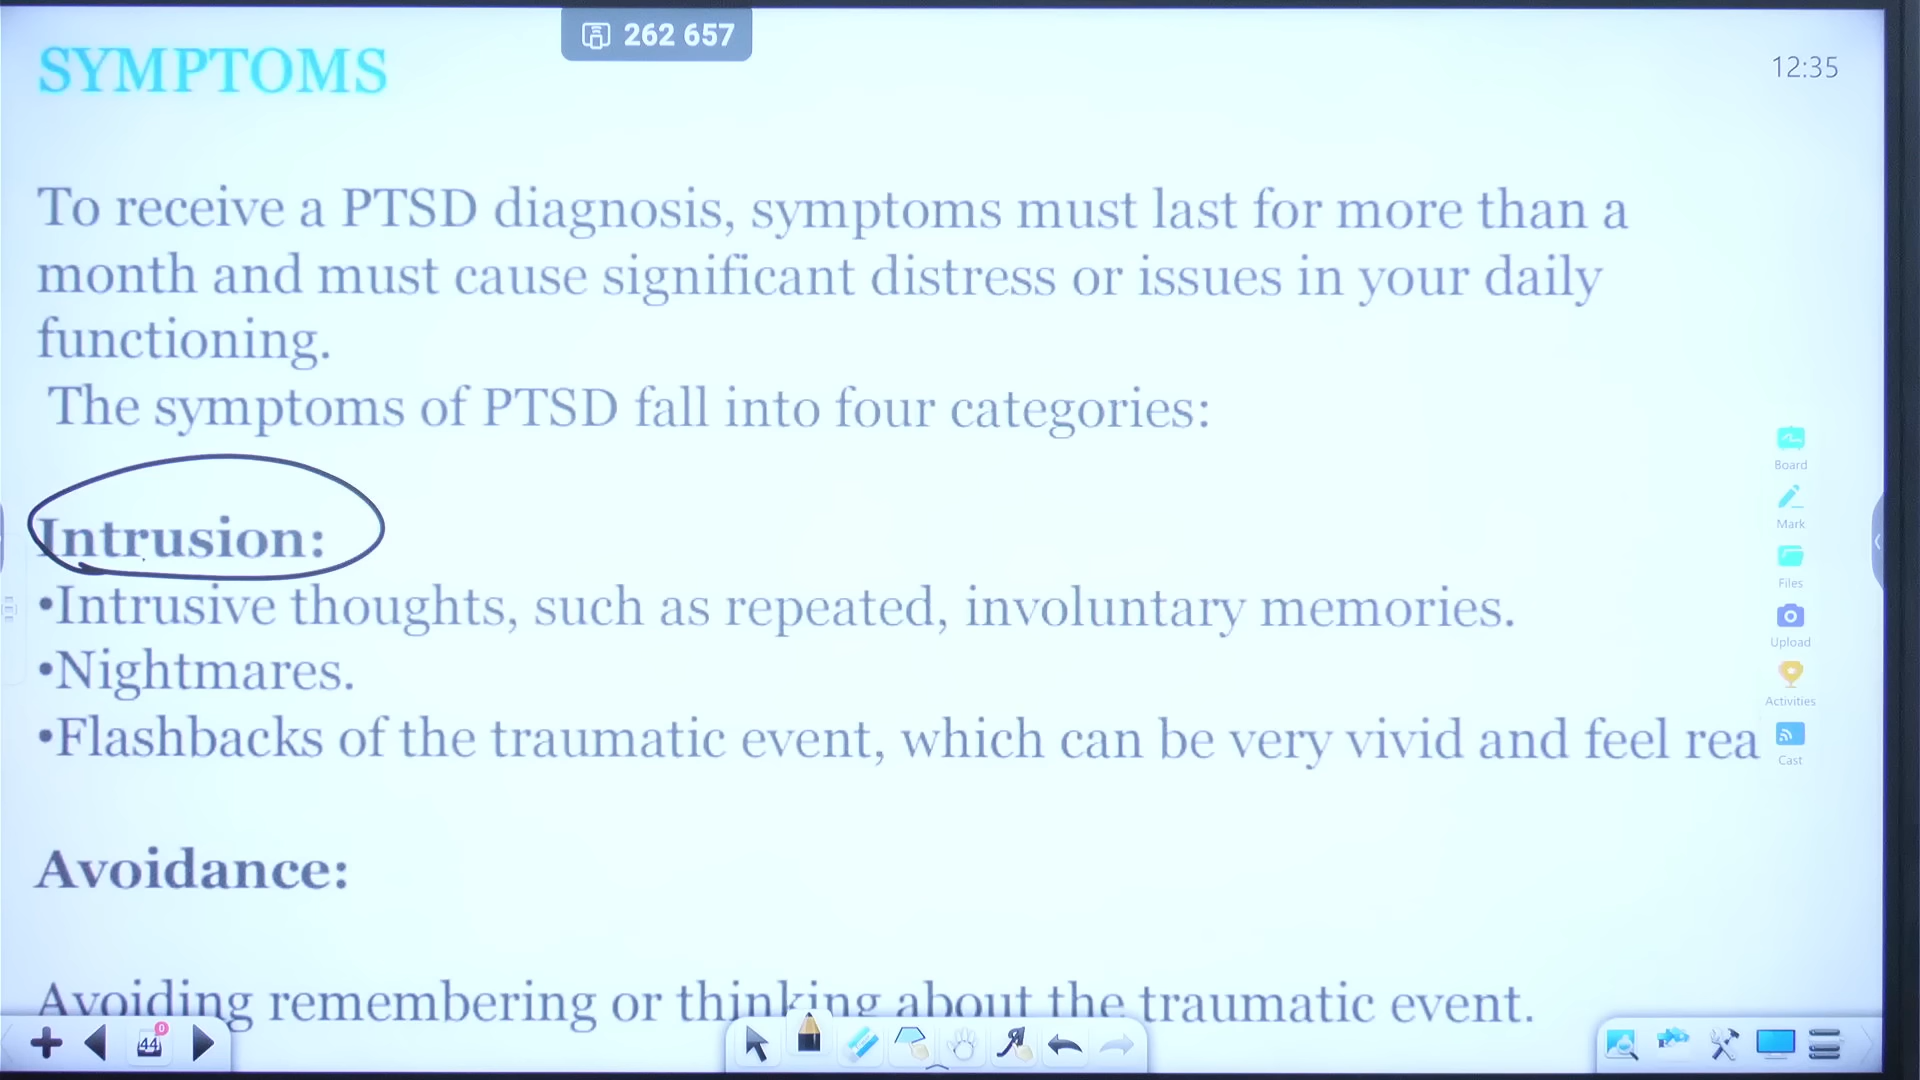 262 657
SYMPTOMS
12:35
To receive a PTSD diagnosis, symptoms must last for more than a
month and must cause significant distress or issues in your daily
functioning.
The symptoms of PTSD fall into four categories:
Intrusion:
•Intrusive thoughts, such as repeated, involuntary memories.
•Nightmares.
•Flashbacks of the traumatic event, which can be very vivid and feel rea
Avoidance:
Avoiding remembering or thinking about the traumatic event.
Board
Mark
Files
Upload
Activities
Cast
44
0